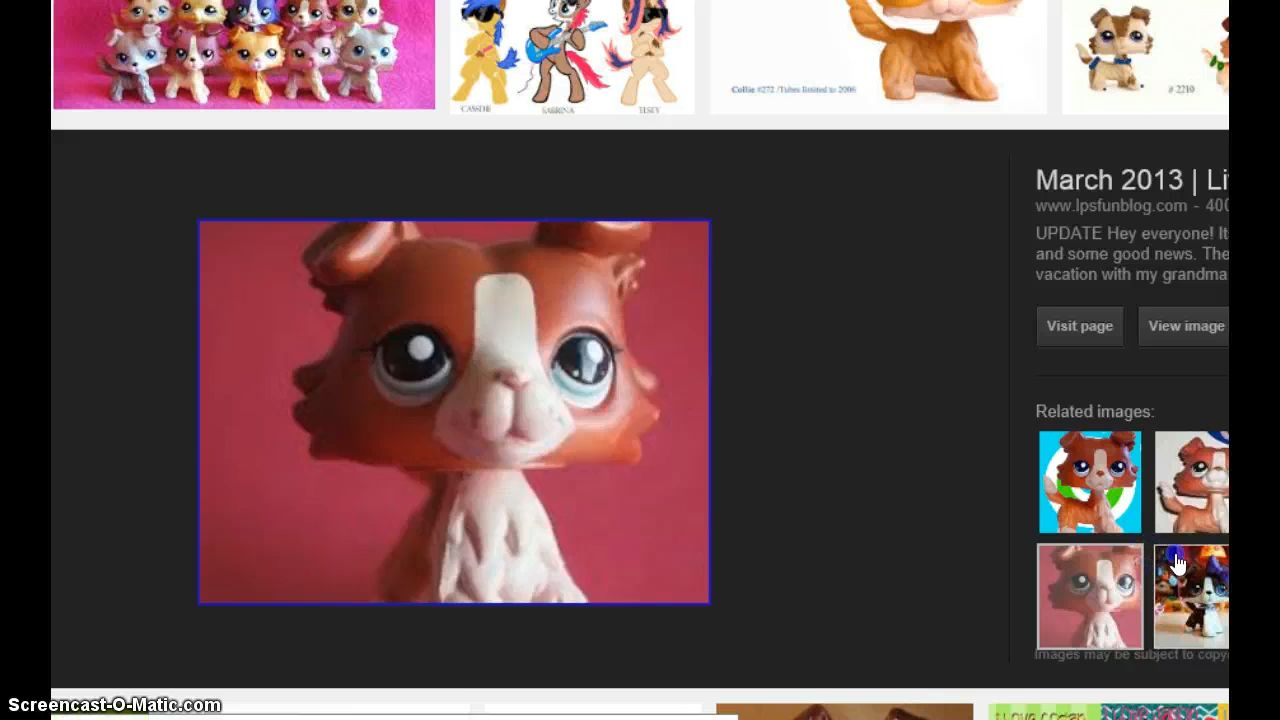 CASSIE
SABRINA
Collie #272 /Tubes limited to 2006
# 2210
March 2013 | Li
www.lpsfunblog.com - 400
UPDATE Hey everyone! It
and some good news. The
vacation with my grandma
Visit page
View image
Related images:
Images may be subject to copy
Screencast-O-Matic.com